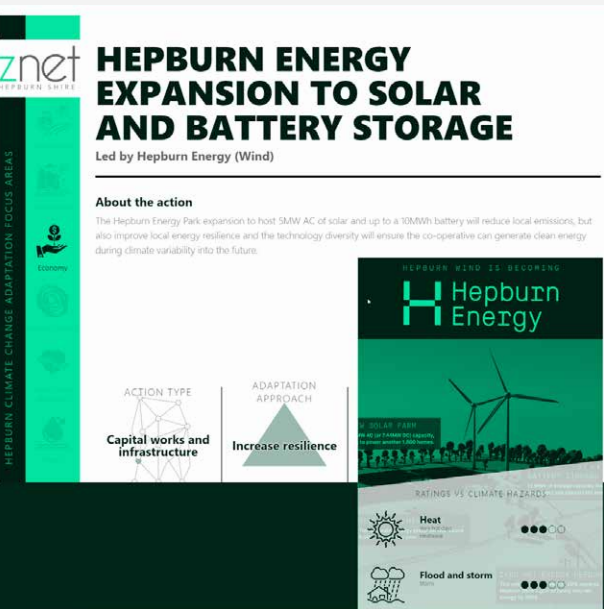 znet
HEPBURN SHIRE
HEPBURN CLIMATE CHANGE ADAPTATION FOCUS AREAS
Economy
HEPBURN ENERGY
EXPANSION TO SOLAR
AND BATTERY STORAGE
Led by Hepburn Energy (Wind)
About the action
The Hepburn Energy Park expansion to host 5MW AC of solar and up to a 10MWh battery will reduce local emissions, but
also improve local energy resilience and the technology diversity will ensure the co-operative can generate clean energy
during climate variability into the future.
ACTION TYPE
Capital works and
infrastructure
ADAPTATION
APPROACH
Increase resilience
HEPBURN WIND IS BECOMING
Hepburn
Energy
SOLAR FARM
RATINGS VS CLIMATE HAZARDS
Heat
Flood and storm